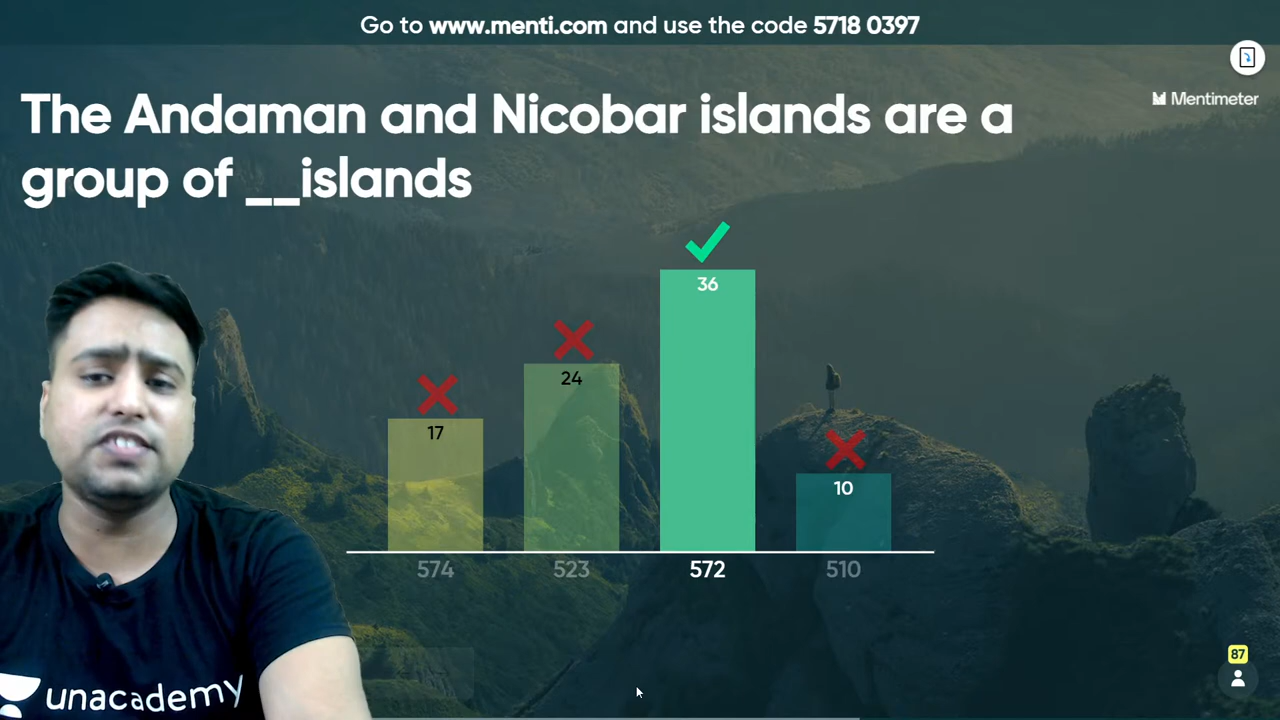 Go to www.menti.com and use the code 5718 0397
Mentimeter
The Andaman and Nicobar islands are a
group of __islands
36
24
17
10
574 523 572 510
87
unacademy